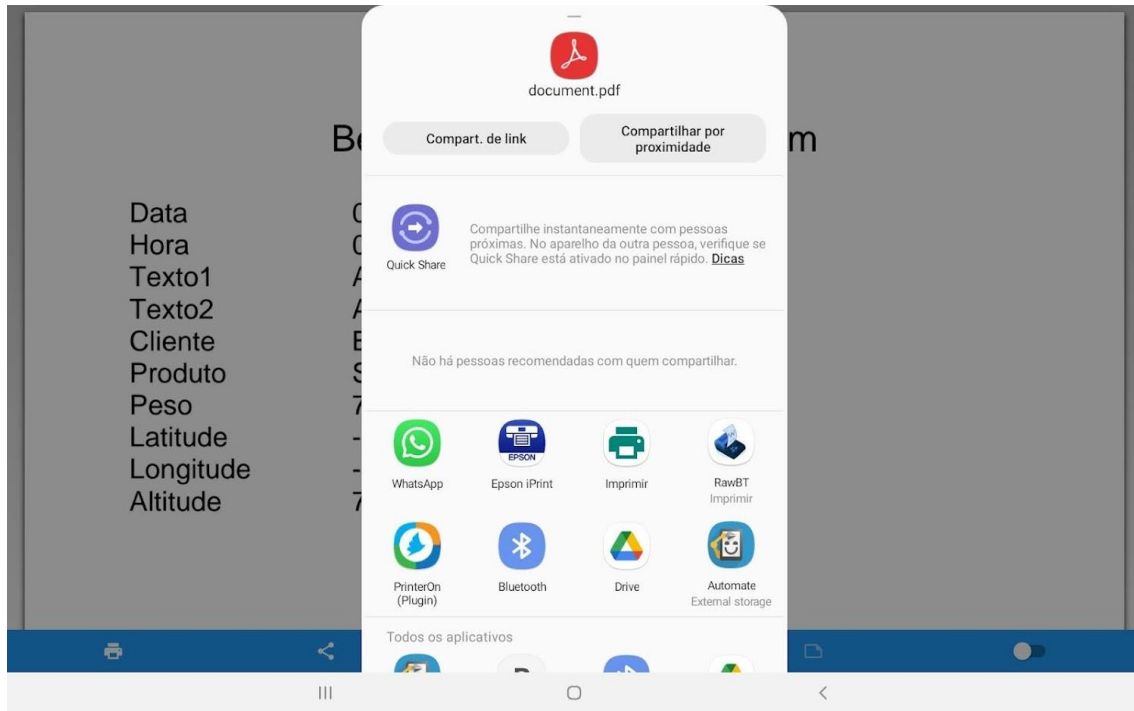 document.pdf
Compart. de link
Compartilhar por
proximidade
m
Data
Hora
Texto1
Texto2
Cliente
Produto
Peso
Latitude
Longitude
Altitude
Quick Share
Compartilhe instantaneamente com pessoas
próximas. No aparelho da outra pessoa, verifique se
Quick Share está ativado no painel rápido. Dicas
Não há pessoas recomendadas com quem compartilhar.
WhatsApp
EPSON
Epson iPrint
Imprimir
RawBT
Imprimir
PrinterOn
(Plugin)
Bluetooth
Drive
Automate
External storage
Todos os aplicativos